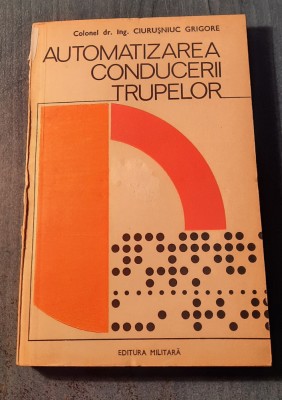 Colonel dr. ing. CIURUȘNIUC GRIGORE
AUTOMATIZAREA
CONDUCERII
TRUPELOR
EDITURA MILITARĂ